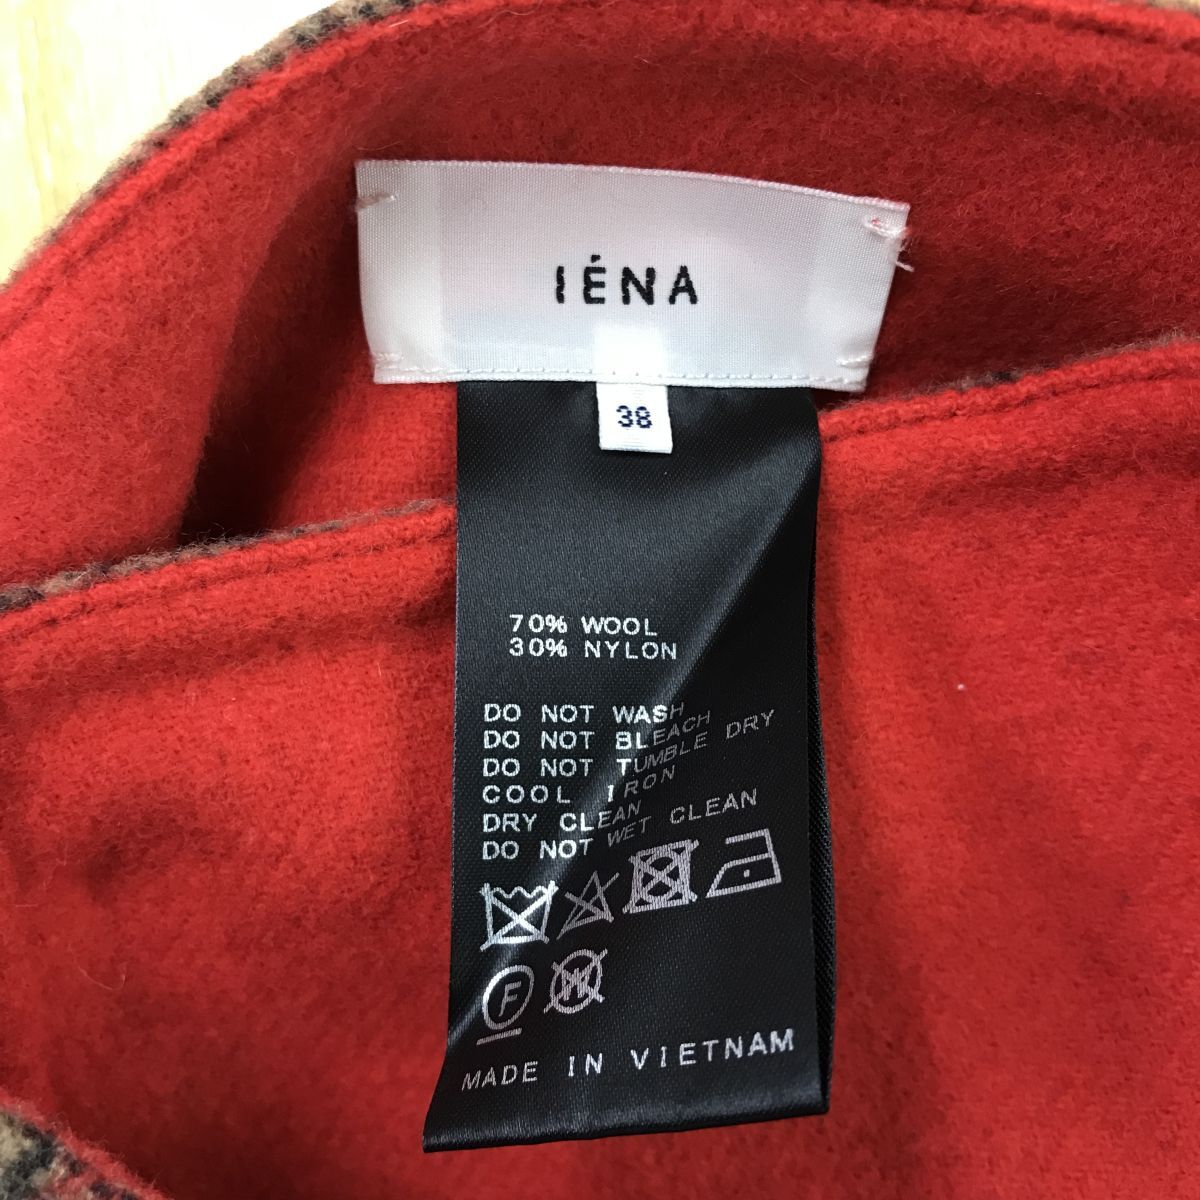 IÉNA
38
70% WOOL
30% NYLON
DO NOT WASH
DO NOT BLEACH
DO NOT TUMBLE DRY
COOL IRON
DRY CLEAN
DO NOT WET CLEAN
F
W
MADE IN VIETNAM